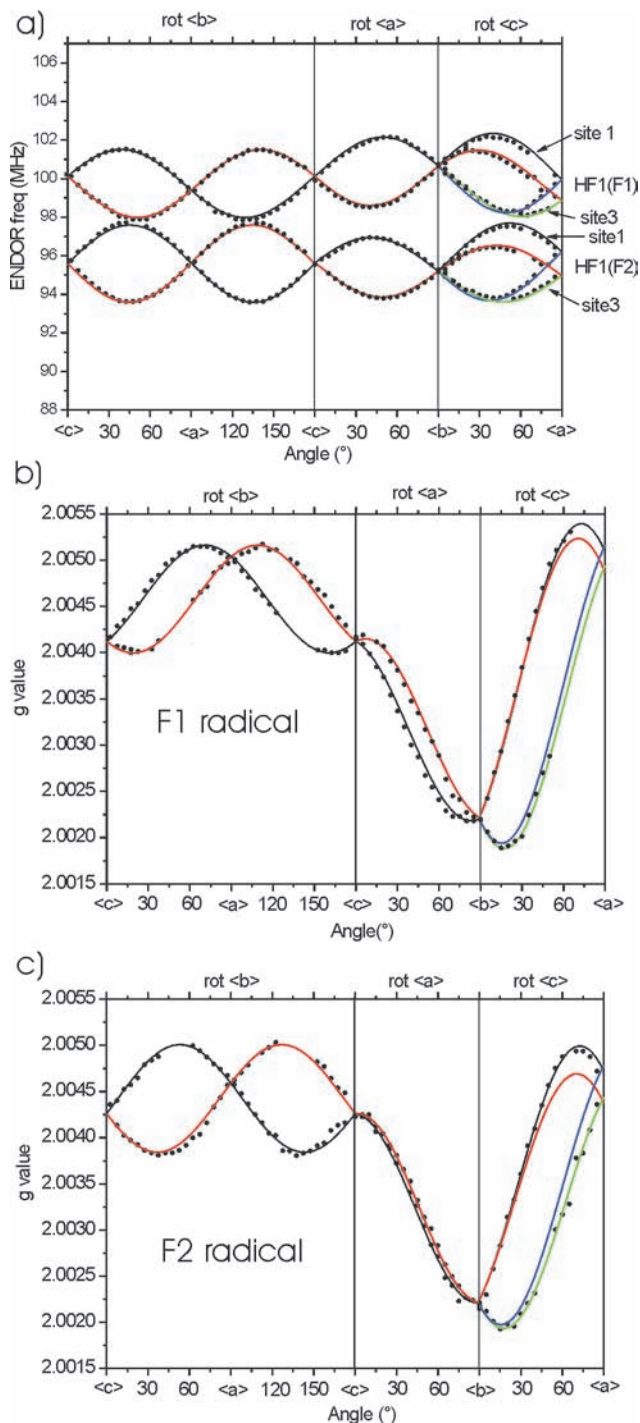 a)
rot <b> rot <a> rot <c>
106
104
102
100
98
96
94
92
90
88
ENDOR freq (MHz)
site 1
HF1(F1)
site3
site1
HF1(F2)
site3
<c> 30 60 <a> 120 150 <c> 30 60 <b> 30 60 <a>
Angle (°)
b)
rot <b> rot <a> rot <c>
2.0055
2.0050
2.0045
2.0040
2.0035
2.0030
2.0025
2.0020
2.0015
g value
F1 radical
<c> 30 60 <a> 120 150 <c> 30 60 <b> 30 60 <a>
Angle(°)
c)
rot <b> rot <a> rot <c>
2.0055
2.0050
2.0045
2.0040
2.0035
2.0030
2.0025
2.0020
2.0015
g value
F2 radical
<c> 30 60 <a> 120 150 <c> 30 60 <b> 30 60 <a>
Angle (°)